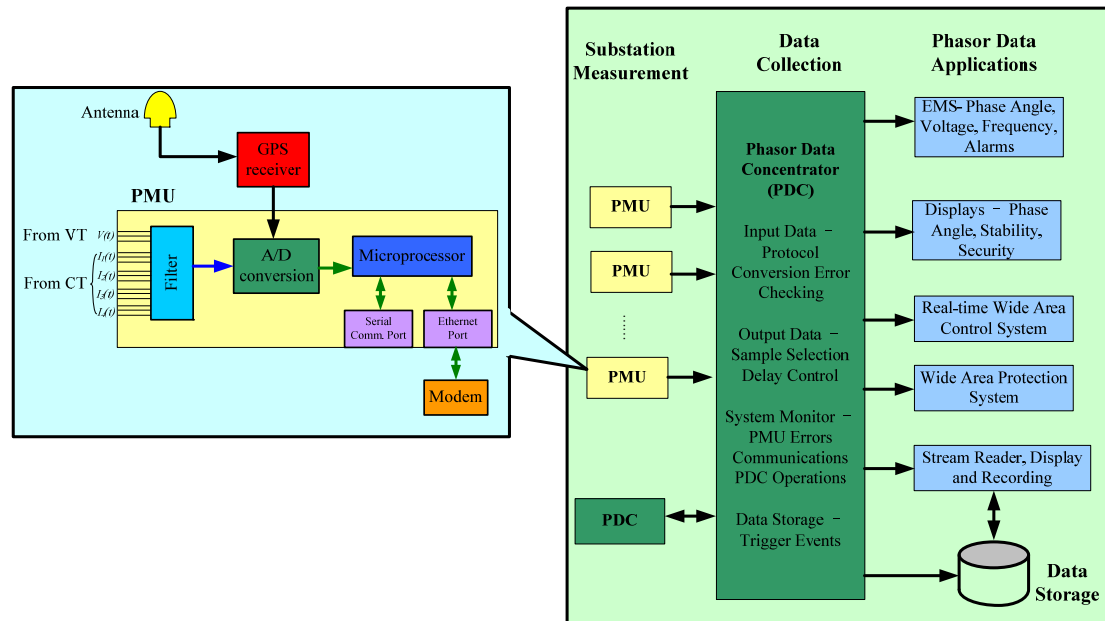 Antenna
GPS
receiver
PMU
From VT
V(t)
From CT
I₁(t)
I₂(t)
I₃(t)
Filter
A/D
conversion
Microprocessor
Serial
Comm. Port
Ethernet
Port
Modem
Substation
Measurement
Data
Collection
Phasor Data
Applications
PMU
PMU
......
PMU
PDC
Phasor Data
Concentrator
(PDC)
Input Data –
Protocol
Conversion Error
Checking
Output Data –
Sample Selection
Delay Control
System Monitor –
PMU Errors
Communications
PDC Operations
Data Storage –
Trigger Events
EMS- Phase Angle,
Voltage, Frequency,
Alarms
Displays – Phase
Angle, Stability,
Security
Real-time Wide Area
Control System
Wide Area Protection
System
Stream Reader, Display
and Recording
Data
Storage